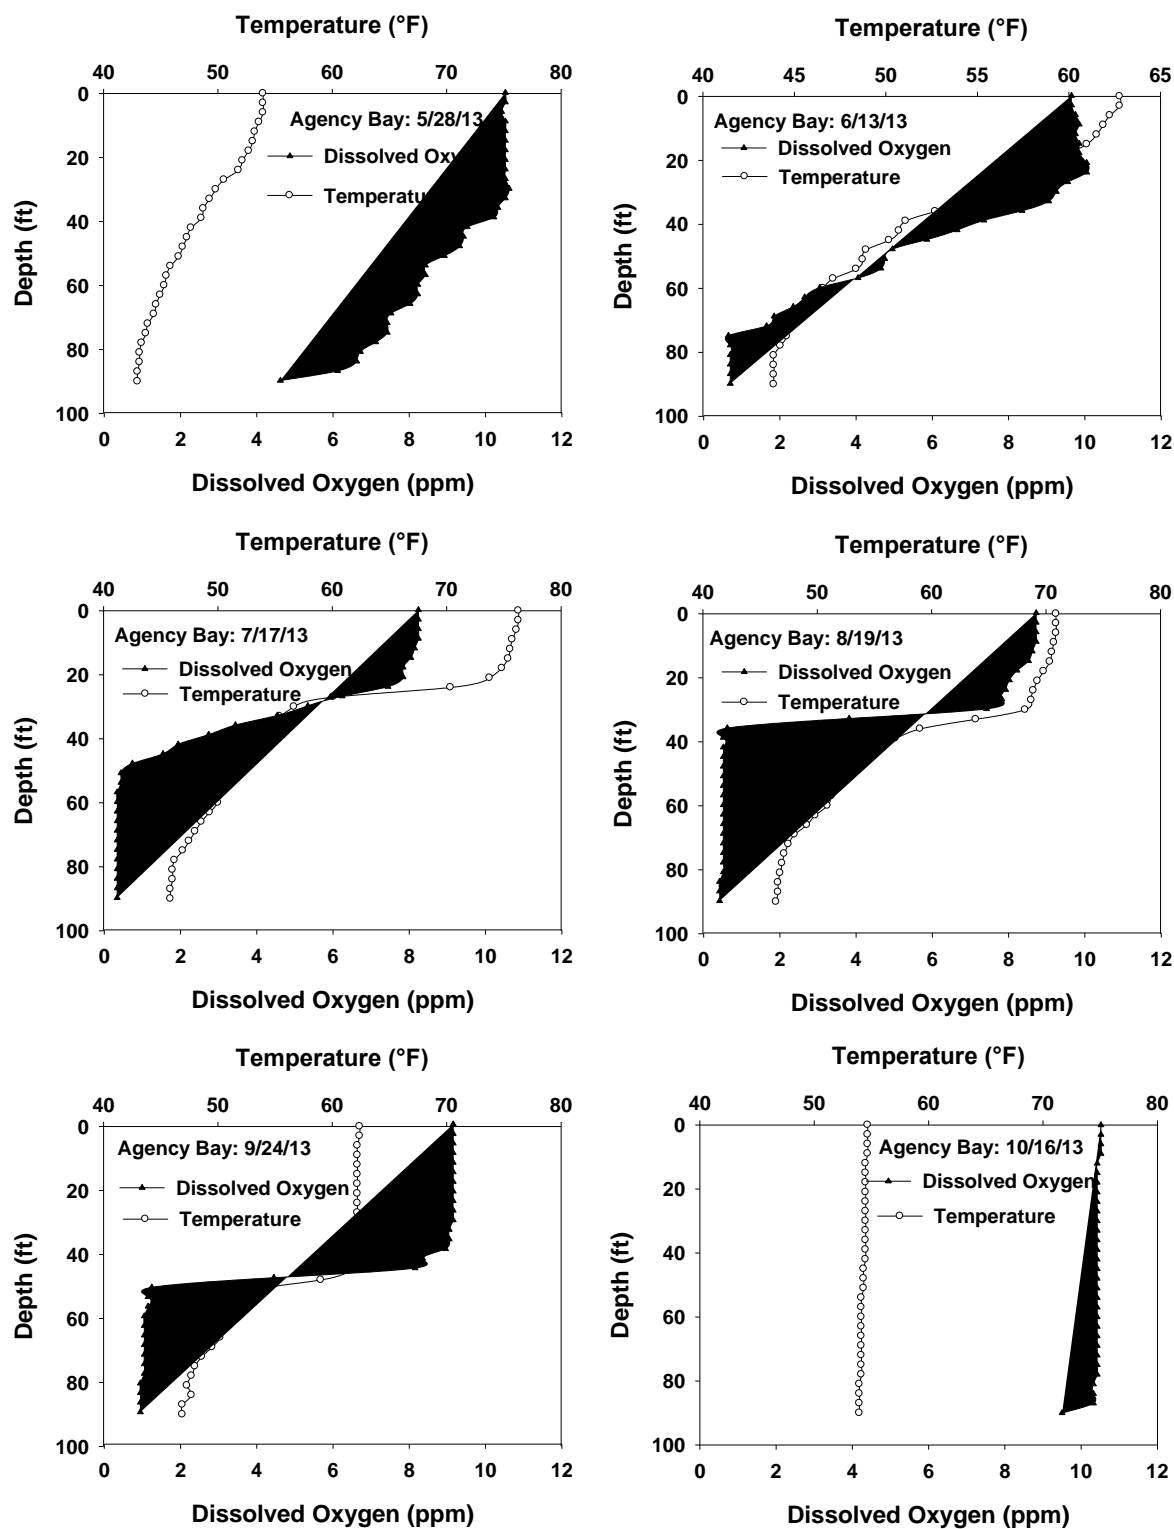 Temperature (°F)
40 50 60 70 80
0
20
40
60
80
100
Depth (ft)
Agency Bay: 5/28/13
Dissolved Oxy
Temperatu
0 2 4 6 8 10 12
Dissolved Oxygen (ppm)
Temperature (°F)
40 45 50 55 60 65
0
20
40
60
80
100
Depth (ft)
Agency Bay: 6/13/13
Dissolved Oxygen
Temperature
0 2 4 6 8 10 12
Dissolved Oxygen (ppm)
Temperature (°F)
40 50 60 70 80
0
20
40
60
80
100
Depth (ft)
Agency Bay: 7/17/13
Dissolved Oxygen
Temperature
0 2 4 6 8 10 12
Dissolved Oxygen (ppm)
Temperature (°F)
40 50 60 70 80
0
20
40
60
80
100
Depth (ft)
Agency Bay: 8/19/13
Dissolved Oxygen
Temperature
0 2 4 6 8 10 12
Dissolved Oxygen (ppm)
Temperature (°F)
40 50 60 70 80
0
20
40
60
80
100
Depth (ft)
Agency Bay: 9/24/13
Dissolved Oxygen
Temperature
0 2 4 6 8 10 12
Dissolved Oxygen (ppm)
Temperature (°F)
40 50 60 70 80
0
20
40
60
80
100
Depth (ft)
Agency Bay: 10/16/13
Dissolved Oxygen
Temperature
0 2 4 6 8 10 12
Dissolved Oxygen (ppm)